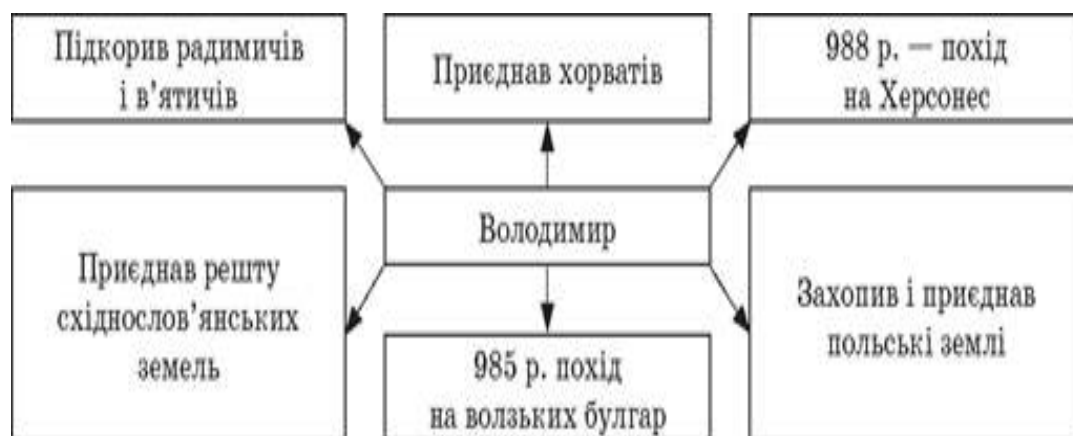 Підкорив радимичів
і в’ятичів
Приєднав хорватів
988 р. — похід
на Херсонес
Володимир
Приєднав решту
східнослов’янських
земель
985 р. похід
на волзьких булгар
Захопив і приєднав
польські землі